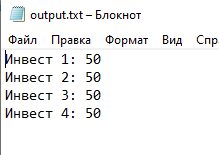 output.txt – Блокнот
Файл Правка Формат Вид
Инвест 1: 50
Инвест 2: 50
Инвест 3: 50
Инвест 4: 50